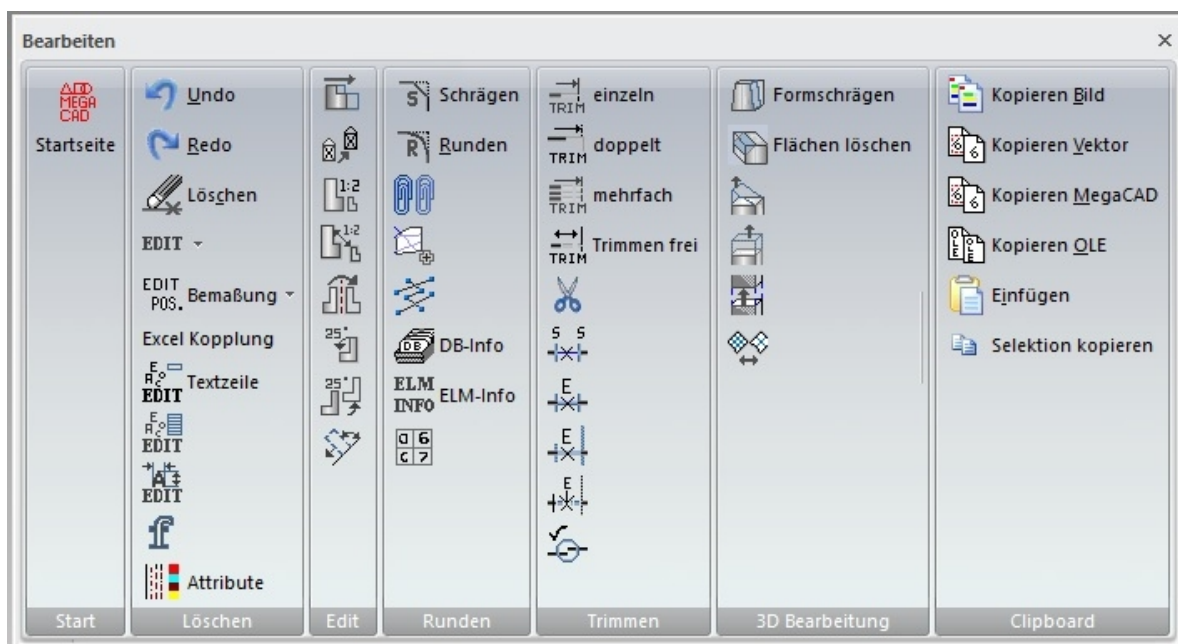 Bearbeiten
MEGA
CAD
Startseite
Start
Undo
Redo
Löschen
EDIT
EDIT
POS. Bemaßung
Excel Kopplung
EDIT Textzeile
EDIT
EDIT
Attribute
Löschen
1:2
1:2
25°
25°
Edit
S Schrägen
R Runden
DB DB-Info
ELM
INFO ELM-Info
a 6
c 7
Runden
TRIM einzeln
TRIM doppelt
TRIM mehrfach
TRIM Trimmen frei
S S
E
E
E
Trimmen
Formschrägen
Flächen löschen
3D Bearbeitung
Kopieren Bild
Kopieren Vektor
Kopieren MegaCAD
Kopieren OLE
Einfügen
Selektion kopieren
Clipboard